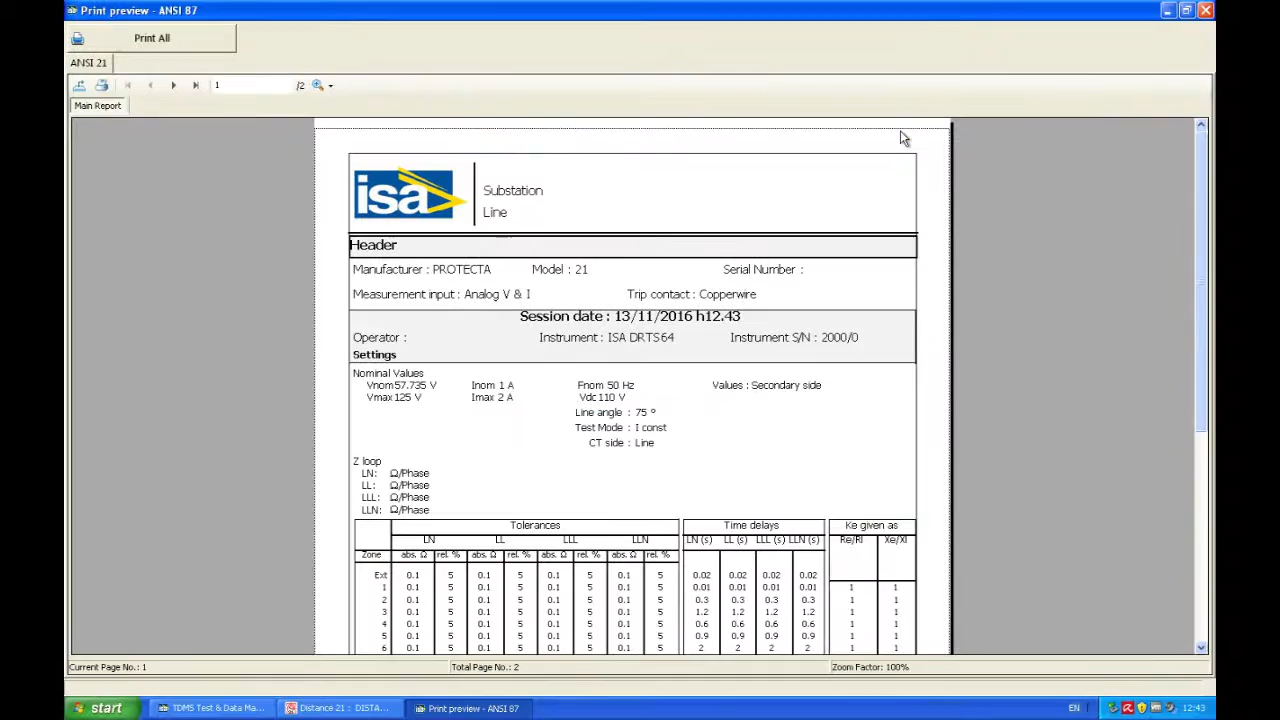 Print preview - ANSI 87
Print All
ANSI 21
1 /2
Main Report
isa
Substation
Line
Header
Manufacturer : PROTECTA Model : 21 Serial Number :
Measurement input : Analog V & I Trip contact : Copperwire
Session date : 13/11/2016 h12.43
Operator : Instrument : ISA DRTS64 Instrument S/N : 2000/0
Settings
Nominal Values
Vnom 57.735 V Inom 1 A Fnom 50 Hz Values : Secondary side
Vmax 125 V Imax 2 A Vdc 110 V
Line angle : 75 º
Test Mode : I const
CT side : Line
Z loop
LN: Ω/Phase
LL: Ω/Phase
LLL: Ω/Phase
LLN: Ω/Phase
Tolerances Time delays Ke given as
LN LL LLL LLN LN (s) LL (s) LLL (s) LLN (s) Re/Rl Xe/Xl
Zone abs. Ω rel. % abs. Ω rel. % abs. Ω rel. % abs. Ω rel. %
Ext 0.1 5 0.1 5 0.1 5 0.1 5 0.02 0.02 0.02 0.02
1 0.1 5 0.1 5 0.1 5 0.1 5 0.01 0.01 0.01 0.01 1 1
2 0.1 5 0.1 5 0.1 5 0.1 5 0.3 0.3 0.3 0.3 1 1
3 0.1 5 0.1 5 0.1 5 0.1 5 1.2 1.2 1.2 1.2 1 1
4 0.1 5 0.1 5 0.1 5 0.1 5 0.6 0.6 0.6 0.6 1 1
5 0.1 5 0.1 5 0.1 5 0.1 5 0.9 0.9 0.9 0.9 1 1
6 0.1 5 0.1 5 0.1 5 0.1 5 2 2 2 2 1 1
Current Page No.: 1 Total Page No.: 2 Zoom Factor: 100%
start TDMS Test & Data Ma... Distance 21 : DISTA... Print preview - ANSI 87 EN 12:43